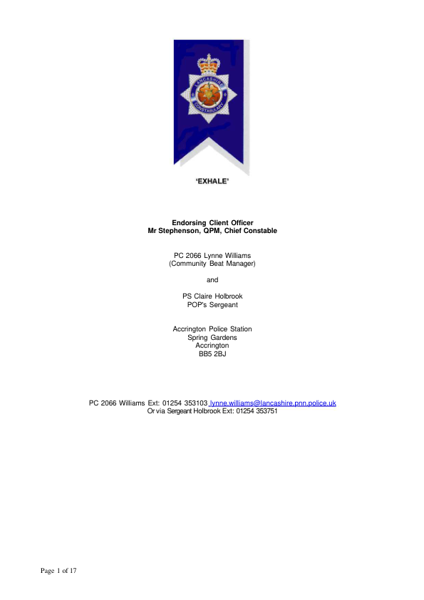 LANCASHIRE
CONSTABULARY
'EXHALE'
Endorsing Client Officer
Mr Stephenson, QPM, Chief Constable
PC 2066 Lynne Williams
(Community Beat Manager)
and
PS Claire Holbrook
POP's Sergeant
Accrington Police Station
Spring Gardens
Accrington
BB5 2BJ
PC 2066 Williams Ext: 01254 353103 lynne.williams@lancashire.pnn.police.uk
Or via Sergeant Holbrook Ext: 01254 353751
Page 1 of 17